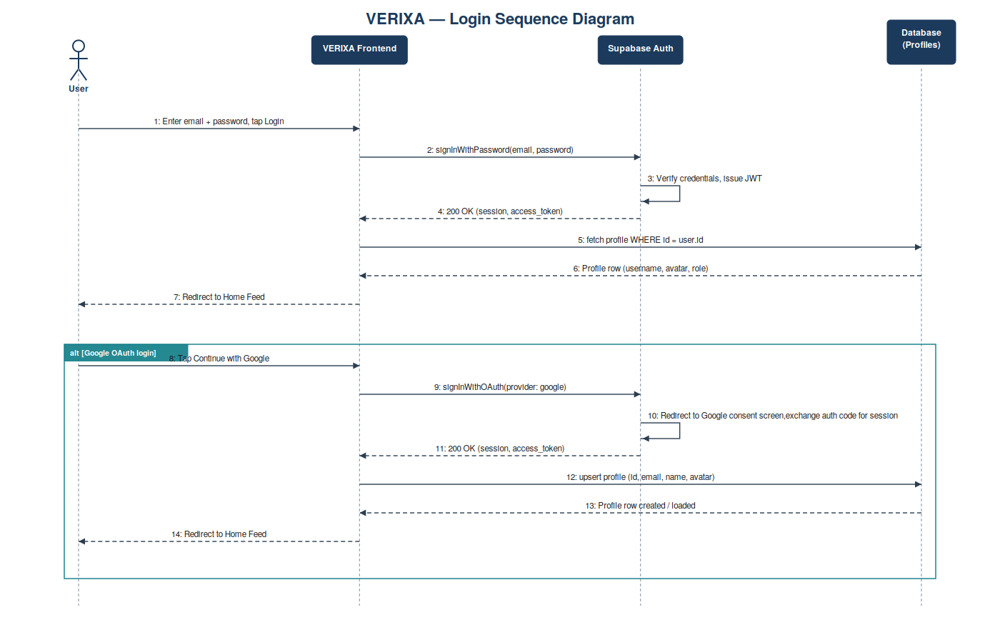 VERIXA — Login Sequence Diagram
User
VERIXA Frontend
Supabase Auth
Database
(Profiles)
1: Enter email + password, tap Login
2: signInWithPassword(email, password)
3: Verify credentials, issue JWT
4: 200 OK (session, access_token)
5: fetch profile WHERE id = user.id
6: Profile row (username, avatar, role)
7: Redirect to Home Feed
alt [Google OAuth login]
8: Tap Continue with Google
9: signInWithOAuth(provider: google)
10: Redirect to Google consent screen,exchange auth code for session
11: 200 OK (session, access_token)
12: upsert profile (id, email, name, avatar)
13: Profile row created / loaded
14: Redirect to Home Feed